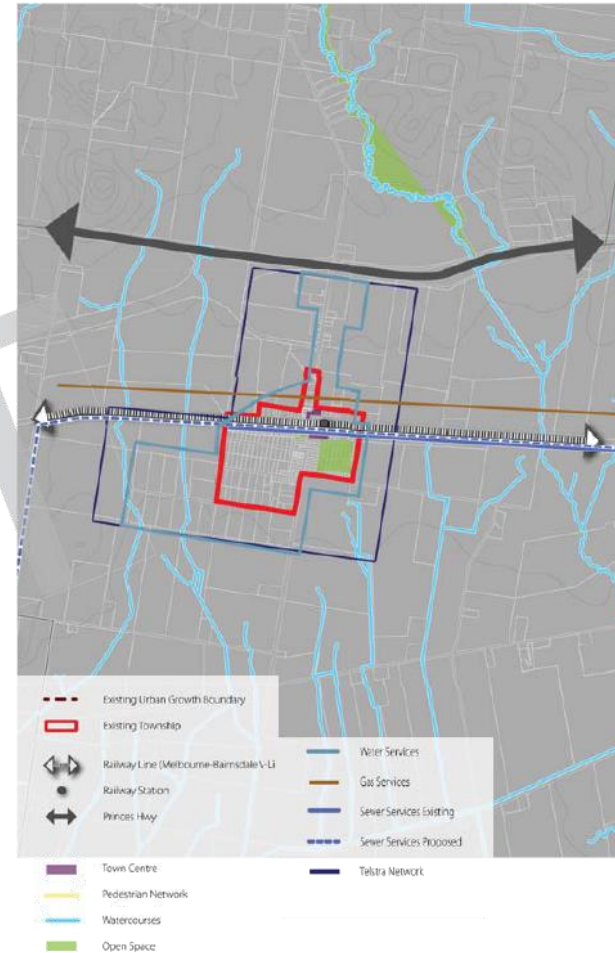 Existing Urban Growth Boundary
Existing Township
Railway Line (Melbourne-Bairnsdale V-Li
Railway Station
Princes Hwy
Town Centre
Pedestrian Network
Watercourses
Open Space
Water Services
Gas Services
Sewer Services Existing
Sewer Services Proposed
Telstra Network